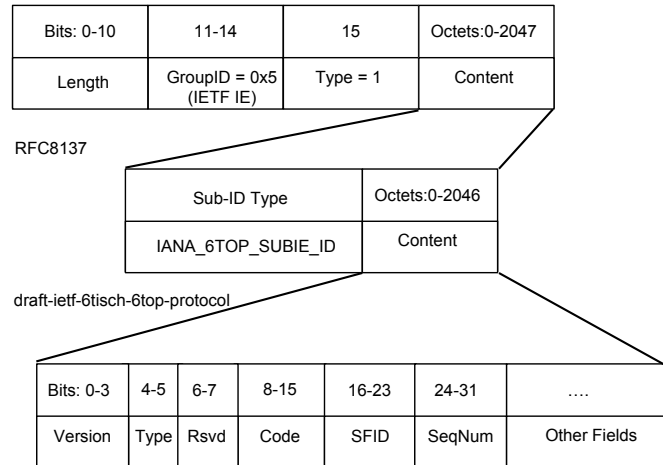 Bits: 0-10 11-14 15 Octets:0-2047
Length GroupID = 0x5 Type = 1 Content
(IETF IE)
RFC8137
Sub-ID Type Octets:0-2046
IANA_6TOP_SUBIE_ID Content
draft-ietf-6tisch-6top-protocol
Bits: 0-3 4-5 6-7 8-15 16-23 24-31 ....
Version Type Rsvd Code SFID SeqNum Other Fields